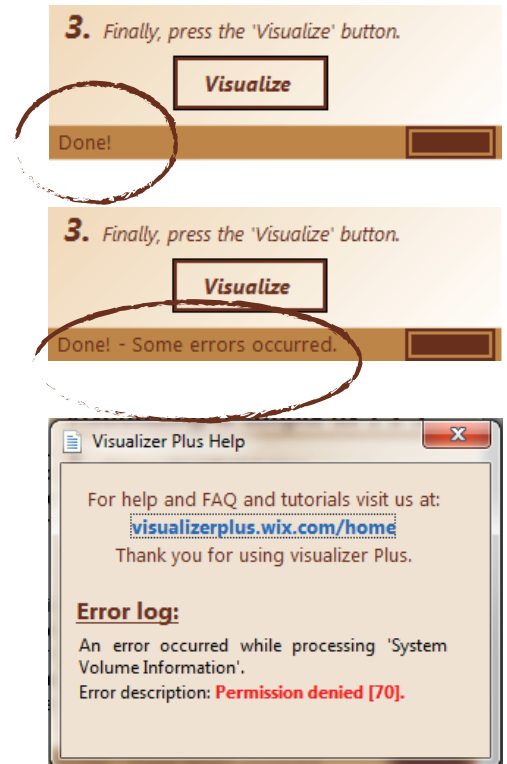 3. Finally, press the 'Visualize' button.
Visualize
Done!
3. Finally, press the 'Visualize' button.
Visualize
Done! - Some errors occurred.
Visualizer Plus Help
For help and FAQ and tutorials visit us at:
visualizerplus.wix.com/home
Thank you for using visualizer Plus.
Error log:
An error occurred while processing 'System
Volume Information'.
Error description: Permission denied [70].